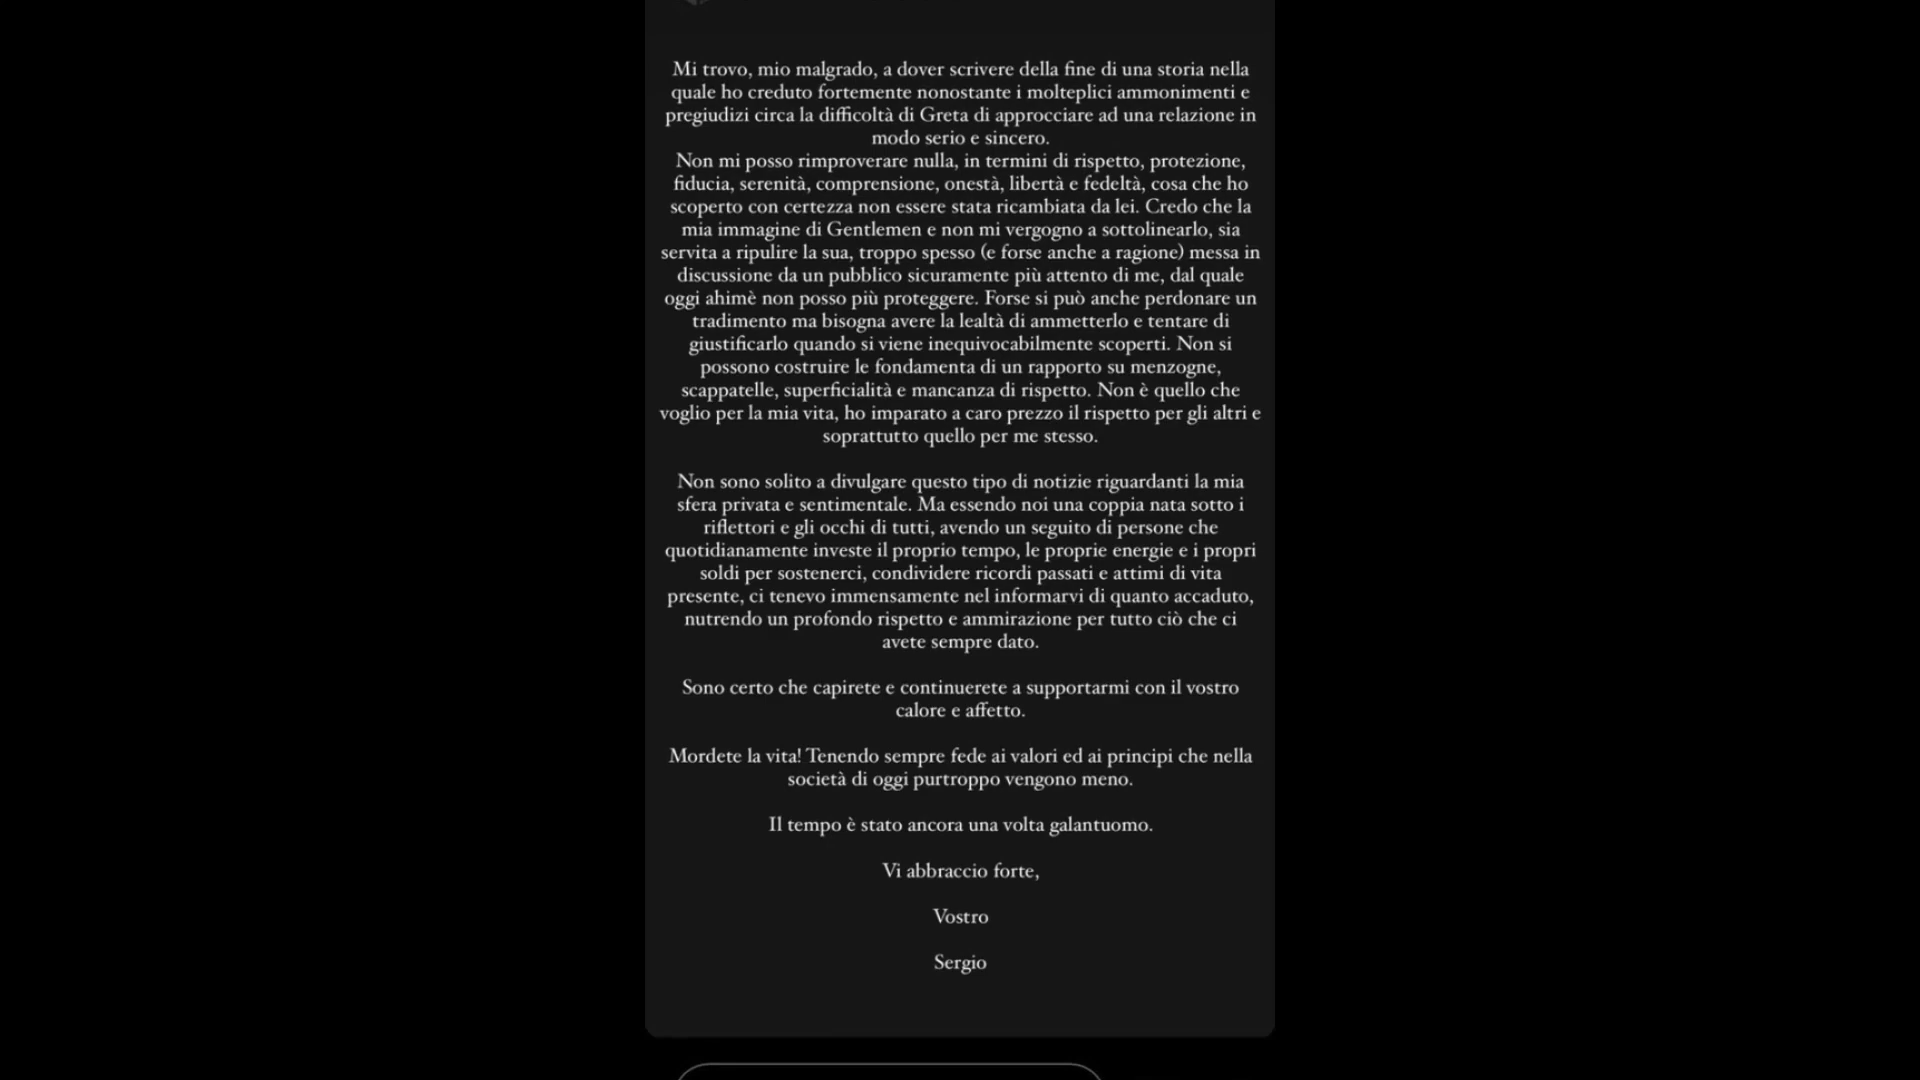 Mi trovo, mio malgrado, a dover scrivere della fine di una storia nella
quale ho creduto fortemente nonostante i molteplici ammonimenti e
pregiudizi circa la difficoltà di Greta di approcciare ad una relazione in
modo serio e sincero.
Non mi posso rimproverare nulla, in termini di rispetto, protezione,
fiducia, serenità, comprensione, onestà, libertà e fedeltà, cosa che ho
scoperto con certezza non essere stata ricambiata da lei. Credo che la
mia immagine di Gentlemen e non mi vergogno a sottolinearlo, sia
servita a ripulire la sua, troppo spesso (e forse anche a ragione) messa in
discussione da un pubblico sicuramente più attento di me, dal quale
oggi ahimè non posso più proteggere. Forse si può anche perdonare un
tradimento ma bisogna avere la lealtà di ammetterlo e tentare di
giustificarlo quando si viene inequivocabilmente scoperti. Non si
possono costruire le fondamenta di un rapporto su menzogne,
scappatelle, superficialità e mancanza di rispetto. Non è quello che
voglio per la mia vita, ho imparato a caro prezzo il rispetto per gli altri e
soprattutto quello per me stesso.
Non sono solito a divulgare questo tipo di notizie riguardanti la mia
sfera privata e sentimentale. Ma essendo noi una coppia nata sotto i
riflettori e gli occhi di tutti, avendo un seguito di persone che
quotidianamente investe il proprio tempo, le proprie energie e i propri
soldi per sostenerci, condividere ricordi passati e attimi di vita
presente, ci tenevo immensamente nel informarvi di quanto accaduto,
nutrendo un profondo rispetto e ammirazione per tutto ciò che ci
avete sempre dato.
Sono certo che capirete e continuerete a supportarmi con il vostro
calore e affetto.
Mordete la vita! Tenendo sempre fede ai valori ed ai principi che nella
società di oggi purtroppo vengono meno.
Il tempo è stato ancora una volta galantuomo.
Vi abbraccio forte,
Vostro
Sergio